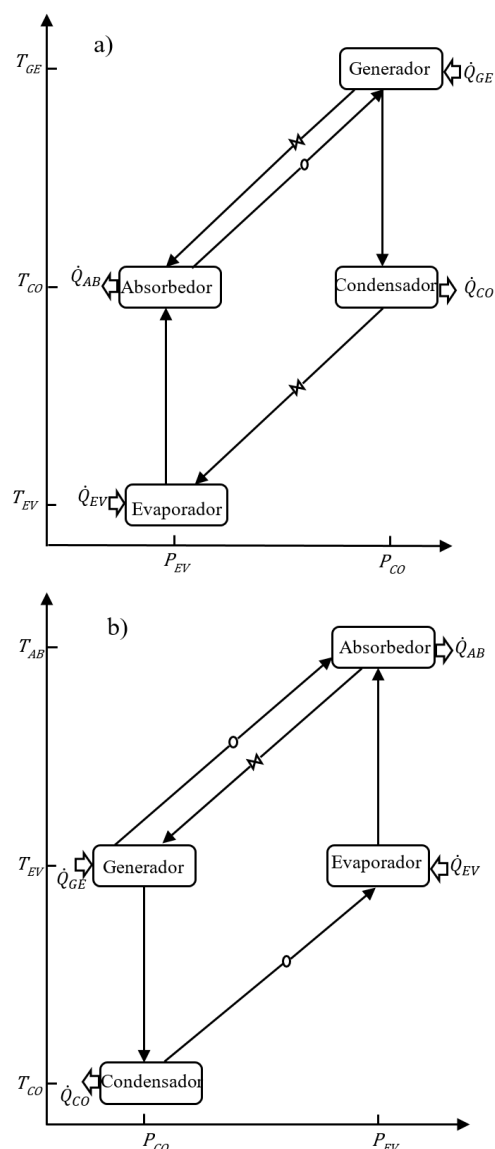 a)
T_GE
Generador
Q̇_GE
Q̇_AB
T_CO
Absorbedor
Condensador
Q̇_CO
T_EV
Q̇_EV
Evaporador
P_EV
P_CO
b)
T_AB
Absorbedor
Q̇_AB
T_EV
Q̇_GE
Generador
Evaporador
Q̇_EV
T_CO
Q̇_CO
Condensador
P_CO
P_EV